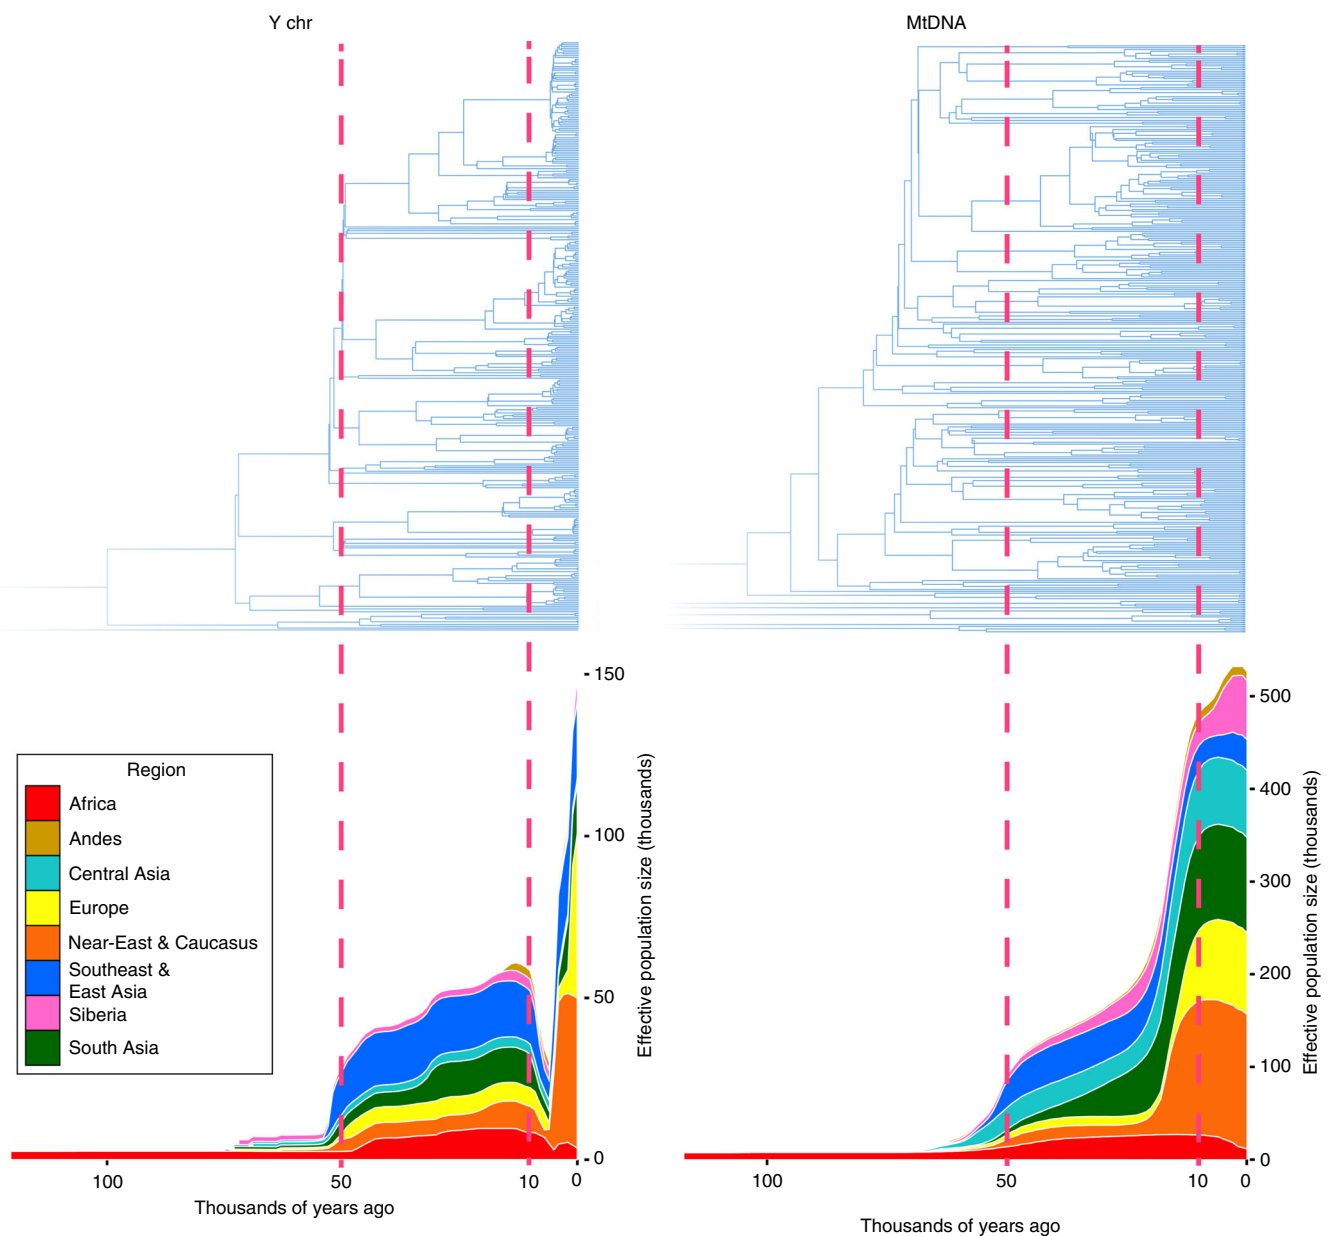 Y chr
MtDNA
150
100
50
0
Effective population size (thousands)
Region
Africa
Andes
Central Asia
Europe
Near-East & Caucasus
Southeast &
East Asia
Siberia
South Asia
100
50
10
0
Thousands of years ago
500
400
300
200
100
0
Effective population size (thousands)
100
50
10
0
Thousands of years ago